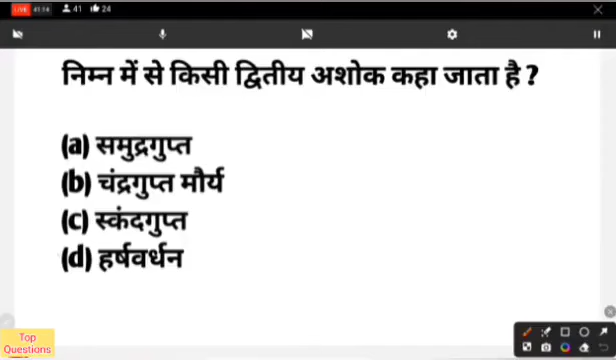 LIVE 41:14 41 24
निम्न में से किसी द्वितीय अशोक कहा जाता है ?
(a) समुद्रगुप्त
(b) चंद्रगुप्त मौर्य
(c) स्कंदगुप्त
(d) हर्षवर्धन
Top
Questions